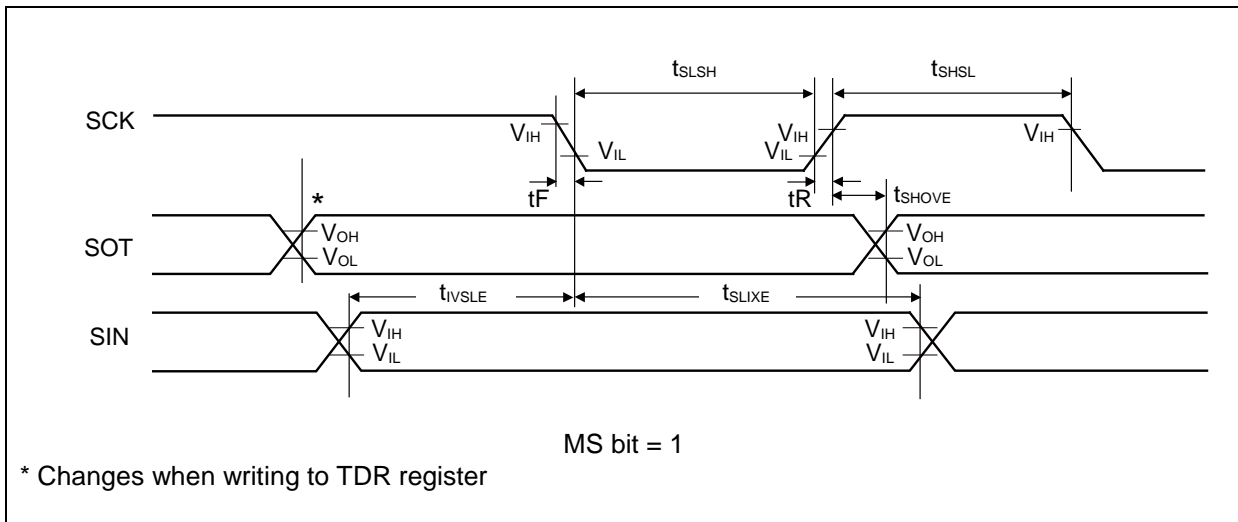 tSLSH tSHSL
SCK
VIH VIL VIL VIH VIH
tF tR tSHOVE
*
SOT
VOH VOH
VOL VOL
tIVSLE tSLIXE
SIN
VIH VIH
VIL VIL
MS bit = 1
* Changes when writing to TDR register